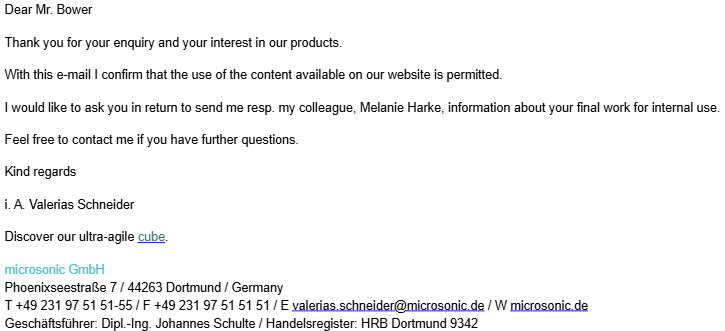 Dear Mr. Bower
Thank you for your enquiry and your interest in our products.
With this e-mail I confirm that the use of the content available on our website is permitted.
I would like to ask you in return to send me resp. my colleague, Melanie Harke, information about your final work for internal use.
Feel free to contact me if you have further questions.
Kind regards
i. A. Valerias Schneider
Discover our ultra-agile cube.
microsonic GmbH
Phoenixseestraße 7 / 44263 Dortmund / Germany
T +49 231 97 51 51-55 / F +49 231 97 51 51 51 / E valerias.schneider@microsonic.de / W microsonic.de
Geschäftsführer: Dipl.-Ing. Johannes Schulte / Handelsregister: HRB Dortmund 9342